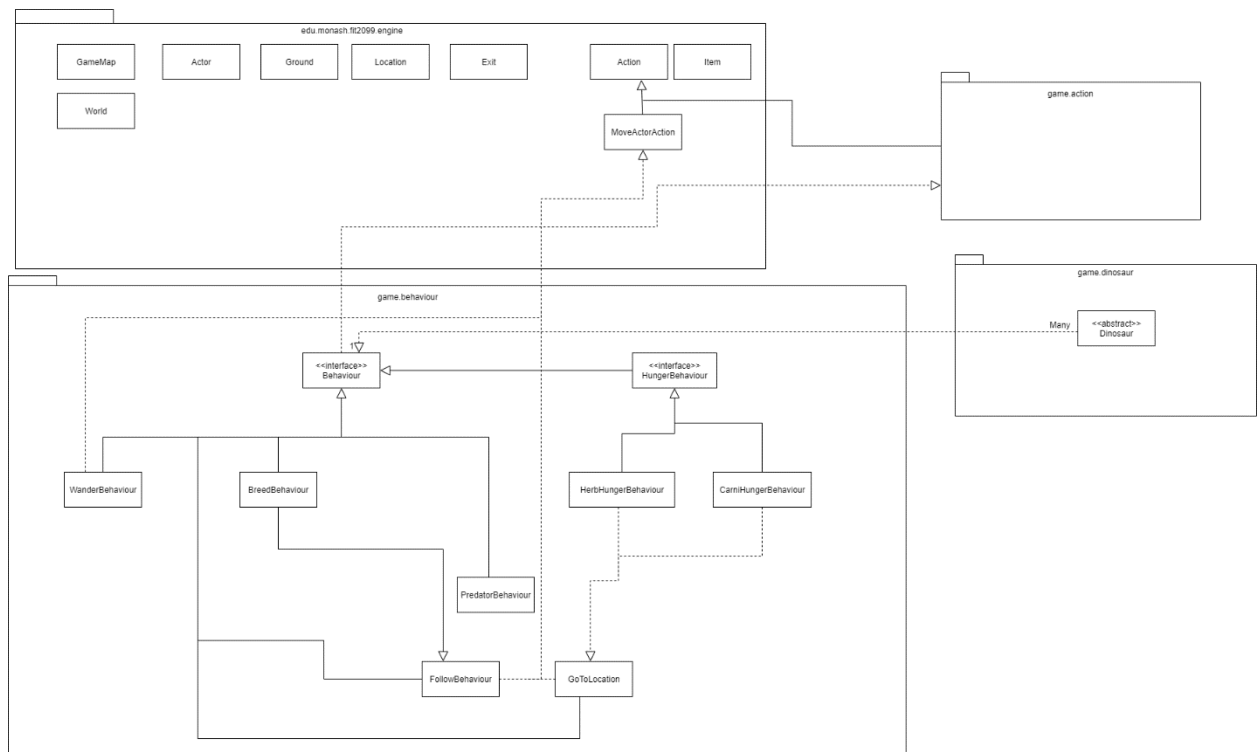 edu.monash.fit2099.engine
GameMap
Actor
Ground
Location
Exit
Action
Item
World
MoveActorAction
game.action
game.dinosaur
Many
<<abstract>>
Dinosaur
game.behaviour
1
<<interface>>
Behaviour
<<interface>>
HungerBehaviour
WanderBehaviour
BreedBehaviour
HerbHungerBehaviour
CarniHungerBehaviour
PredatorBehaviour
FollowBehaviour
GoToLocation